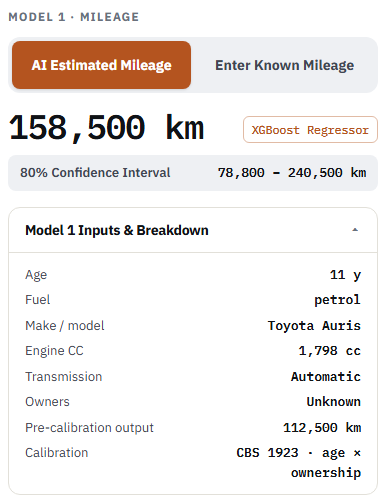 MODEL 1 · MILEAGE
AI Estimated Mileage Enter Known Mileage
158,500 km XGBoost Regressor
80% Confidence Interval 78,800 – 240,500 km
Model 1 Inputs & Breakdown
Age 11 y
Fuel petrol
Make / model Toyota Auris
Engine CC 1,798 cc
Transmission Automatic
Owners Unknown
Pre-calibration output 112,500 km
Calibration CBS 1923 · age ×
ownership